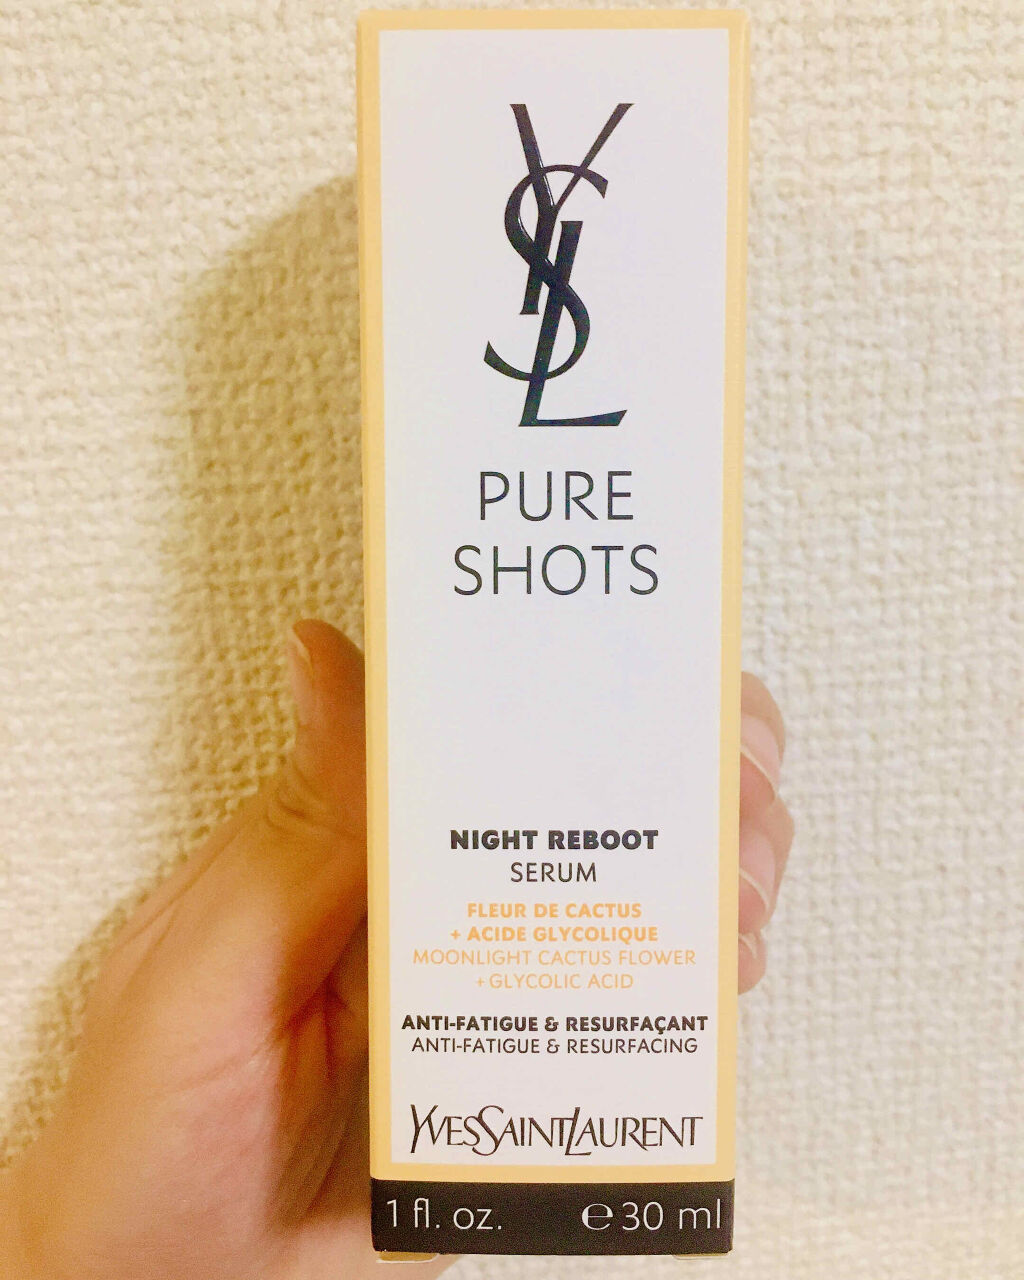 YSL
PURE
SHOTS
NIGHT REBOOT
SERUM
FLEUR DE CACTUS
+ ACIDE GLYCOLIQUE
MOONLIGHT CACTUS FLOWER
+ GLYCOLIC ACID
ANTI-FATIGUE & RESURFAÇANT
ANTI-FATIGUE & RESURFACING
YVESSAINTLAURENT
1 fl. oz. ℮ 30 ml